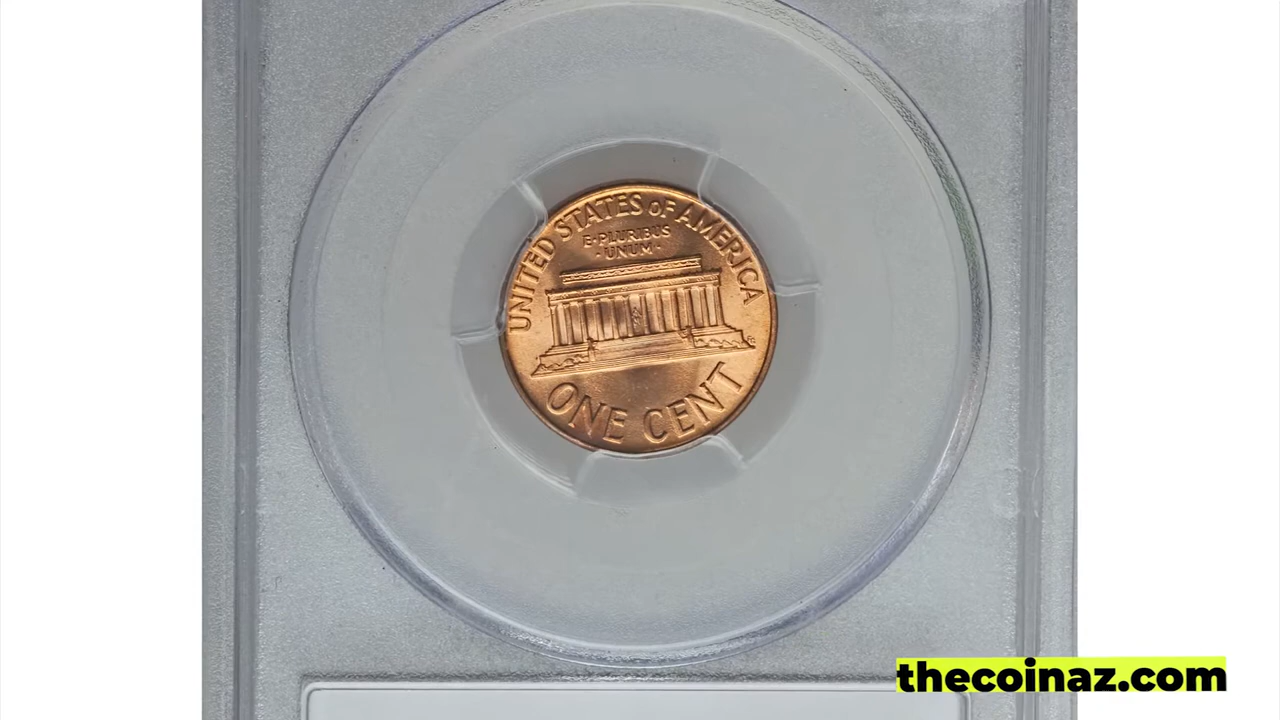 UNITED STATES OF AMERICA
E·PLURIBUS
·UNUM·
ONE CENT
thecoinaz.com